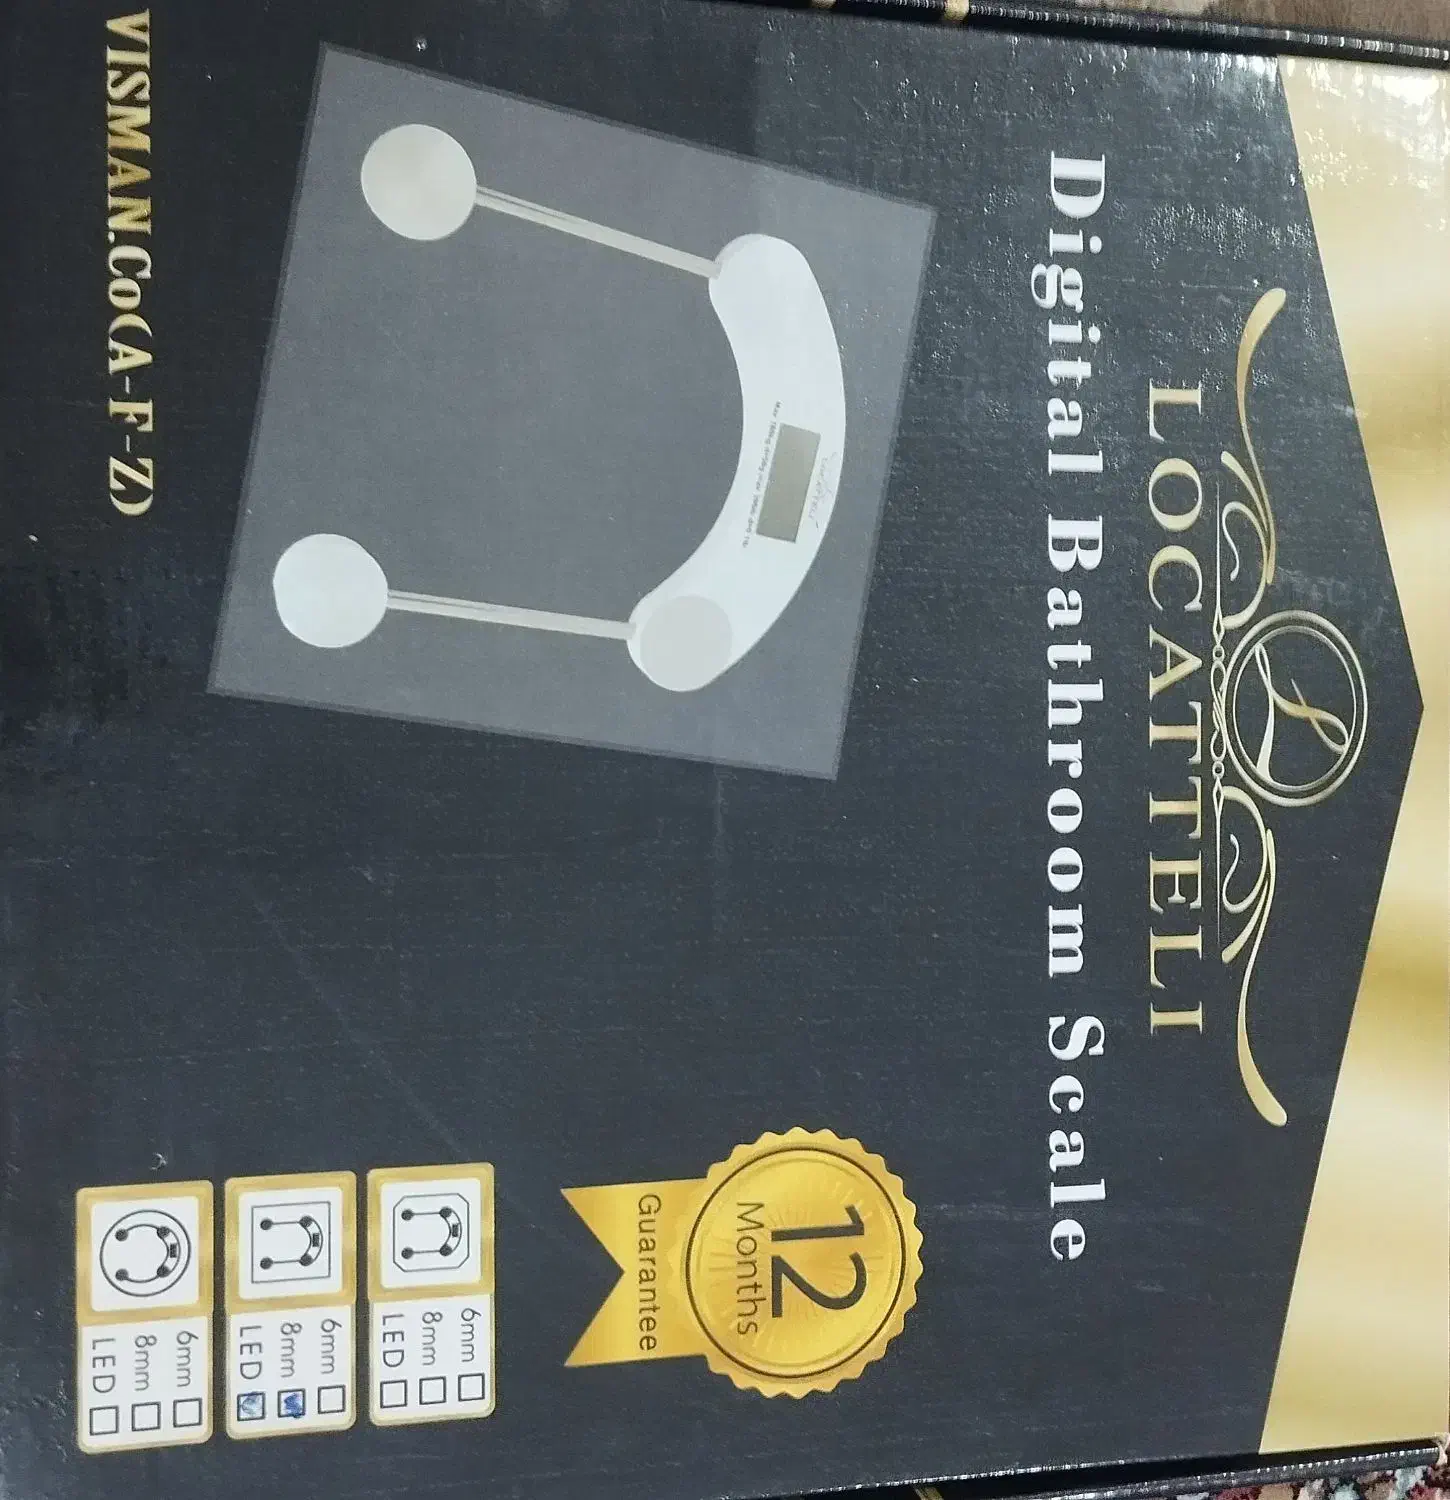 LOCATTELI
Digital Bathroom Scale
12
Months
Guarantee
6mm
8mm
LED
6mm
8mm
LED
6mm
8mm
LED
VISMAN.Co(A-F-Z)